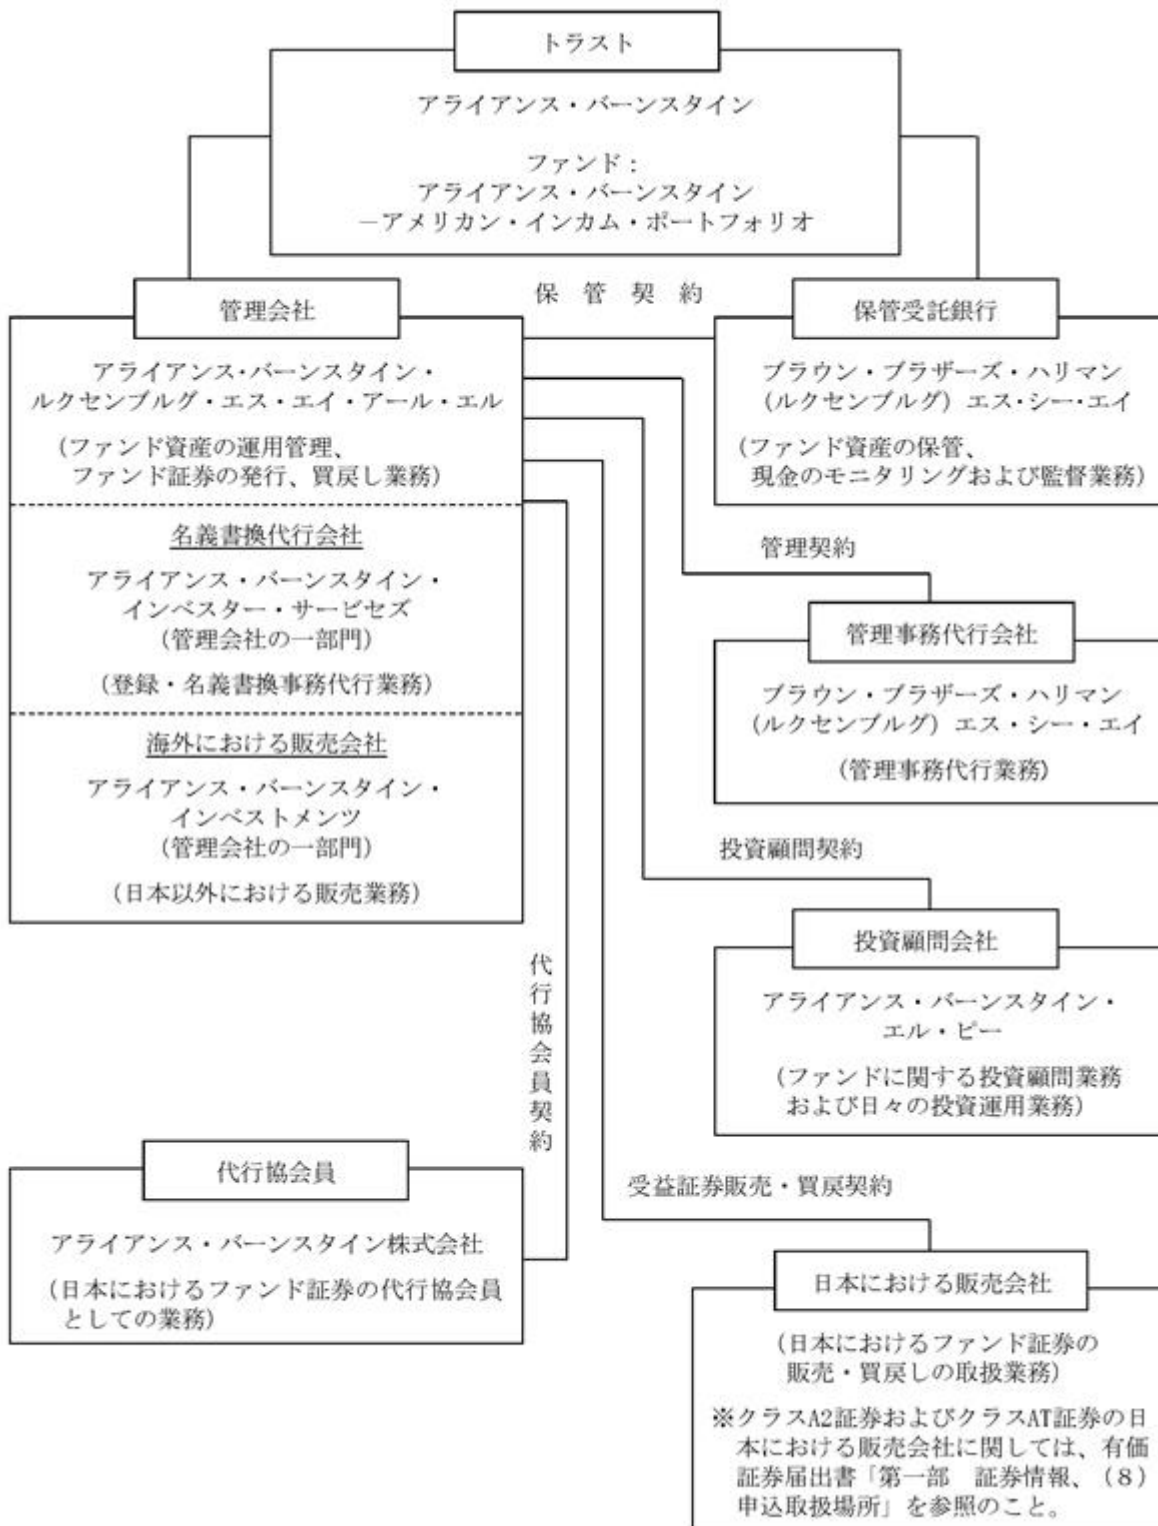 トラスト
アライアンス・バーンスタイン
ファンド：
アライアンス・バーンスタイン
－アメリカン・インカム・ポートフォリオ
管理会社
アライアンス・バーンスタイン・
ルクセンブルグ・エス・エイ・アール・エル
(ファンド資産の運用管理、
ファンド証券の発行、買戻し業務)
名義書換代行会社
アライアンス・バーンスタイン・
インベスター・サービセズ
(管理会社の一部門)
(登録・名義書換事務代行業務)
海外における販売会社
アライアンス・バーンスタイン・
インベストメンツ
(管理会社の一部門)
(日本以外における販売業務)
保管契約
保管受託銀行
ブラウン・ブラザーズ・ハリマン
(ルクセンブルグ) エス・シー・エイ
(ファンド資産の保管、
現金のモニタリングおよび監督業務)
管理契約
管理事務代行会社
ブラウン・ブラザーズ・ハリマン
(ルクセンブルグ) エス・シー・エイ
(管理事務代行業務)
投資顧問契約
投資顧問会社
アライアンス・バーンスタイン・
エル・ピー
(ファンドに関する投資顧問業務
および日々の投資運用業務)
代行協会員契約
代行協会員
アライアンス・バーンスタイン株式会社
(日本におけるファンド証券の代行協会員
としての業務)
受益証券販売・買戻契約
日本における販売会社
(日本におけるファンド証券の
販売・買戻しの取扱業務)
※クラスA2証券およびクラスAT証券の日
本における販売会社に関しては、有価
証券届出書「第一部　証券情報、（8）
申込取扱場所」を参照のこと。